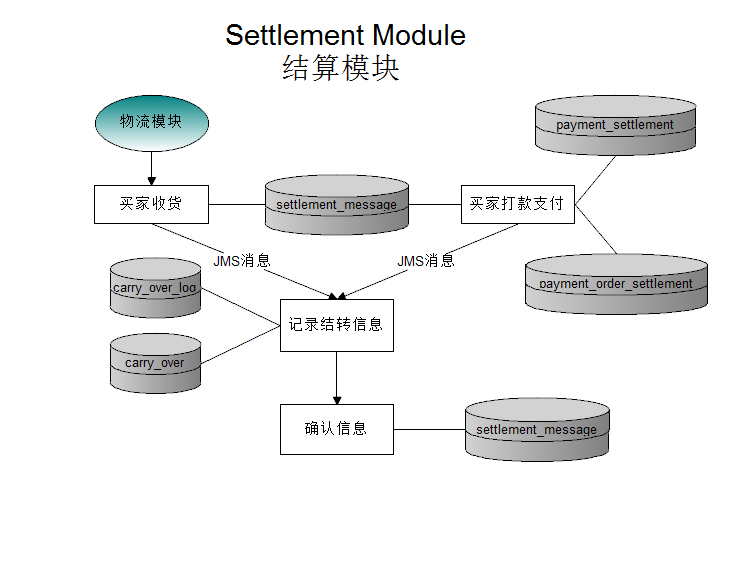 Settlement Module
结算模块
物流模块
payment_settlement
买家收货
settlement_message
买家打款支付
JMS消息
JMS消息
carry_over_log
payment_order_settlement
记录结转信息
carry_over
确认信息
settlement_message